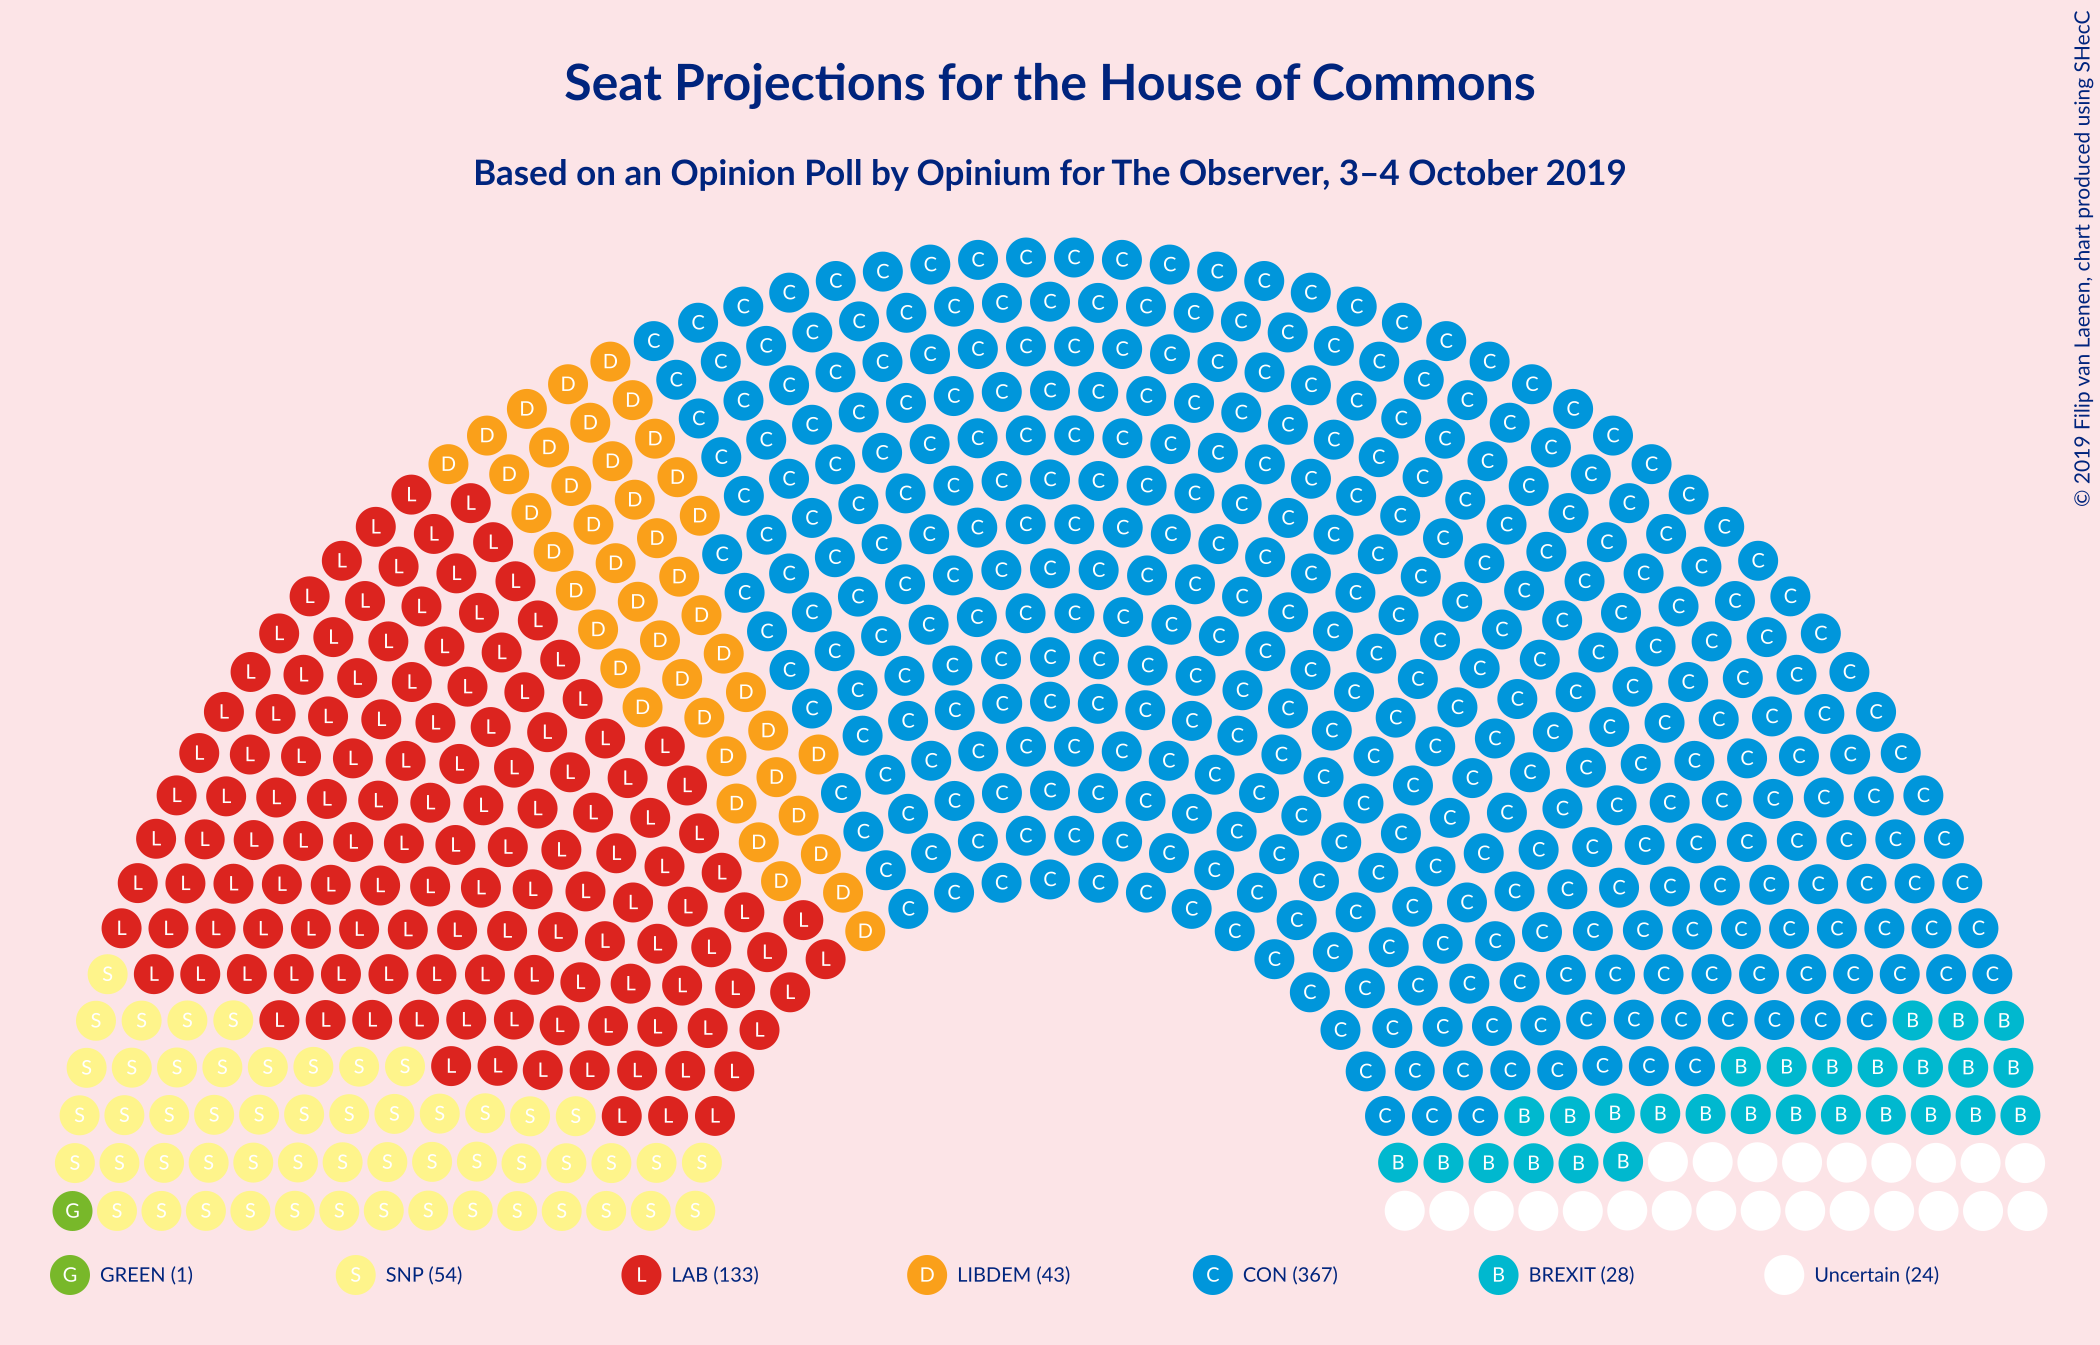 Seat Projections for the House of Commons
Based on an Opinion Poll by Opinium for The Observer, 3–4 October 2019
© 2019 Filip van Laenen, chart produced using SHecC
G GREEN (1)
S SNP (54)
L LAB (133)
D LIBDEM (43)
C CON (367)
B BREXIT (28)
Uncertain (24)